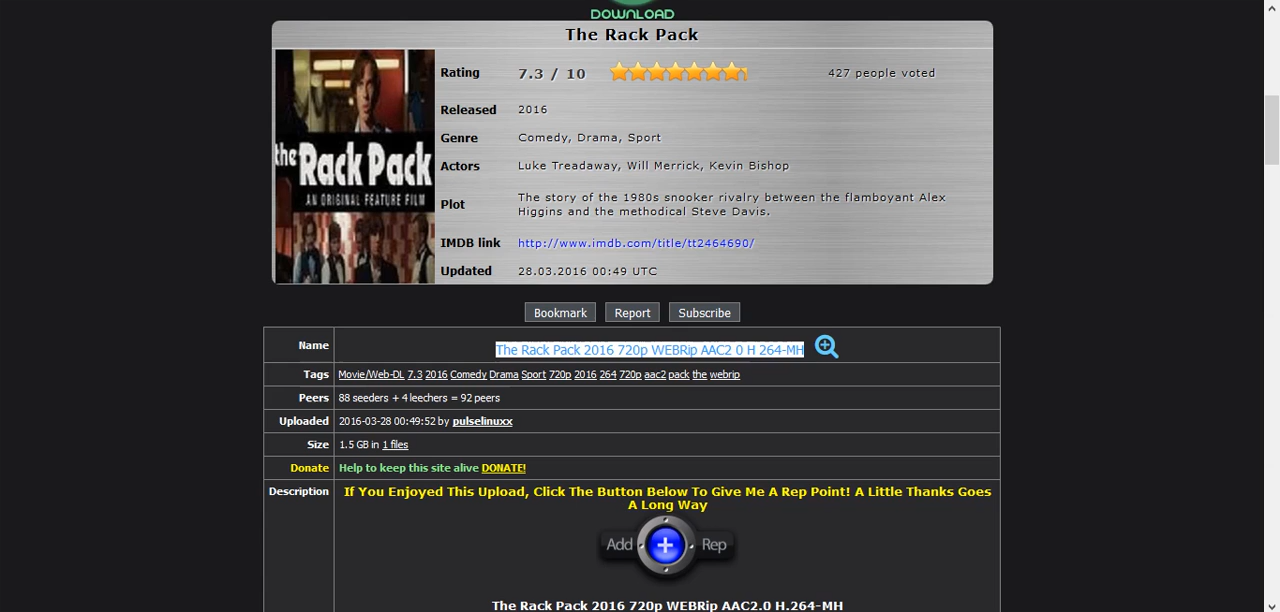 DOWNLOAD
The Rack Pack
the Rack Pack
AN ORIGINAL FEATURE FILM
Rating 7.3 / 10 427 people voted
Released 2016
Genre Comedy, Drama, Sport
Actors Luke Treadaway, Will Merrick, Kevin Bishop
Plot The story of the 1980s snooker rivalry between the flamboyant Alex
Higgins and the methodical Steve Davis.
IMDB link http://www.imdb.com/title/tt2464690/
Updated 28.03.2016 00:49 UTC
Bookmark Report Subscribe
Name The Rack Pack 2016 720p WEBRip AAC2 0 H 264-MH
Tags Movie/Web-DL 7.3 2016 Comedy Drama Sport 720p 2016 264 720p aac2 pack the webrip
Peers 88 seeders + 4 leechers = 92 peers
Uploaded 2016-03-28 00:49:52 by pulselinuxx
Size 1.5 GB in 1 files
Donate Help to keep this site alive DONATE!
Description If You Enjoyed This Upload, Click The Button Below To Give Me A Rep Point! A Little Thanks Goes
A Long Way
Add + Rep
The Rack Pack 2016 720p WEBRip AAC2.0 H.264-MH